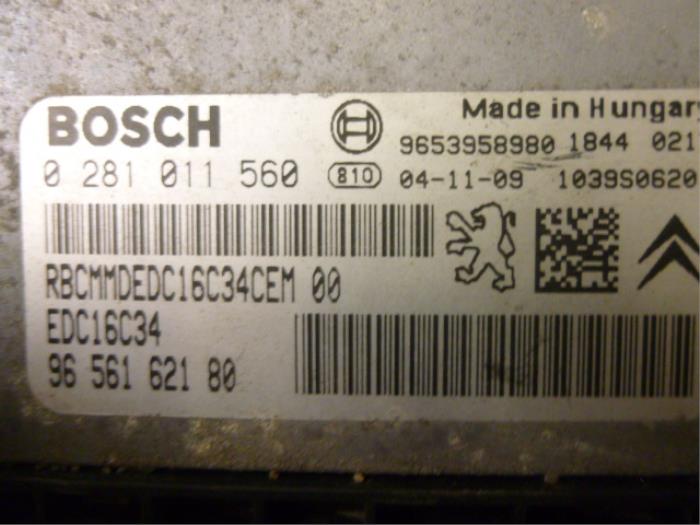 BOSCH
Made in Hungary
9653958980 1844 021
0 281 011 560 810 04-11-09 1039S0620
RBCMMDEDC16C34CEM 00
EDC16C34
96 561 621 80